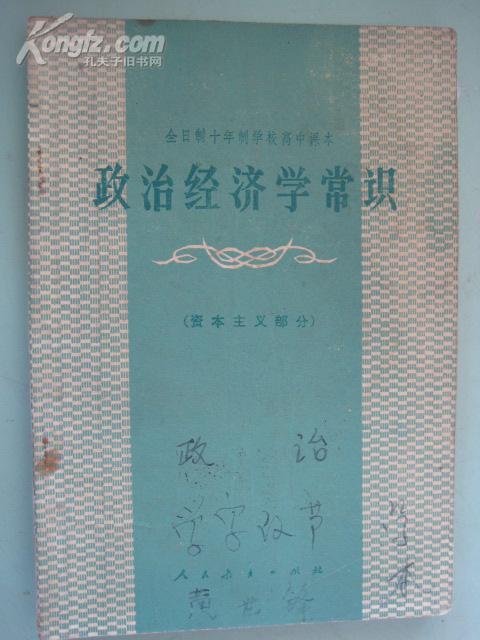 Kongfz.com
孔夫子旧书网
全日制十年制学校高中课本
政治经济学常识
(资本主义部分)
政 治
人民教育出版社